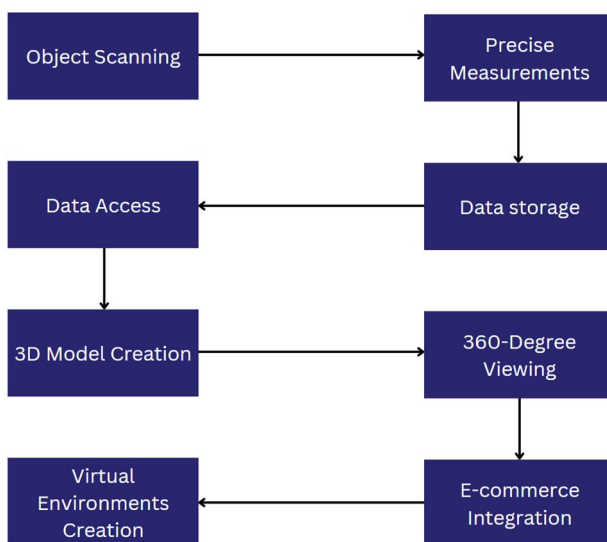 Object Scanning
Precise
Measurements
Data Access
Data storage
3D Model Creation
360-Degree
Viewing
Virtual
Environments
Creation
E-commerce
Integration